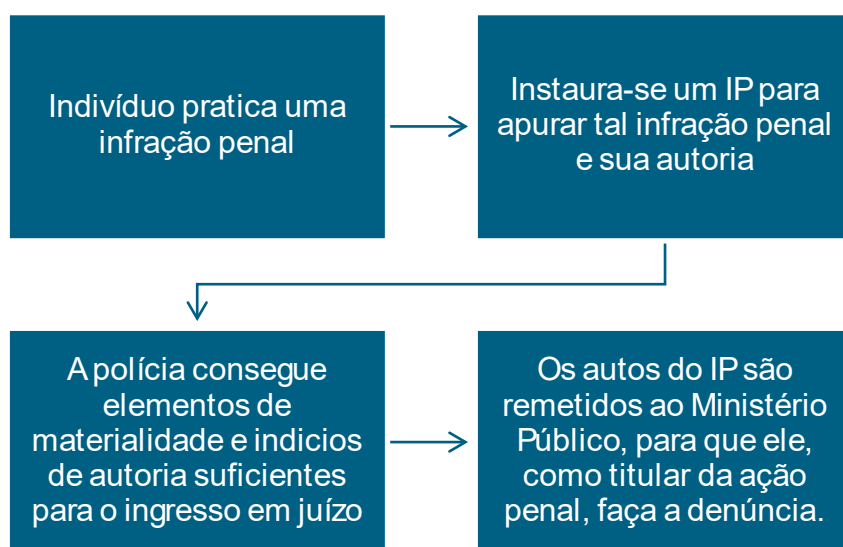 Indivíduo pratica uma
infração penal
Instaura-se um IP para
apurar tal infração penal
e sua autoria
A polícia consegue
elementos de
materialidade e indicios
de autoria suficientes
para o ingresso em juízo
Os autos do IP são
remetidos ao Ministério
Público, para que ele,
como titular da ação
penal, faça a denúncia.